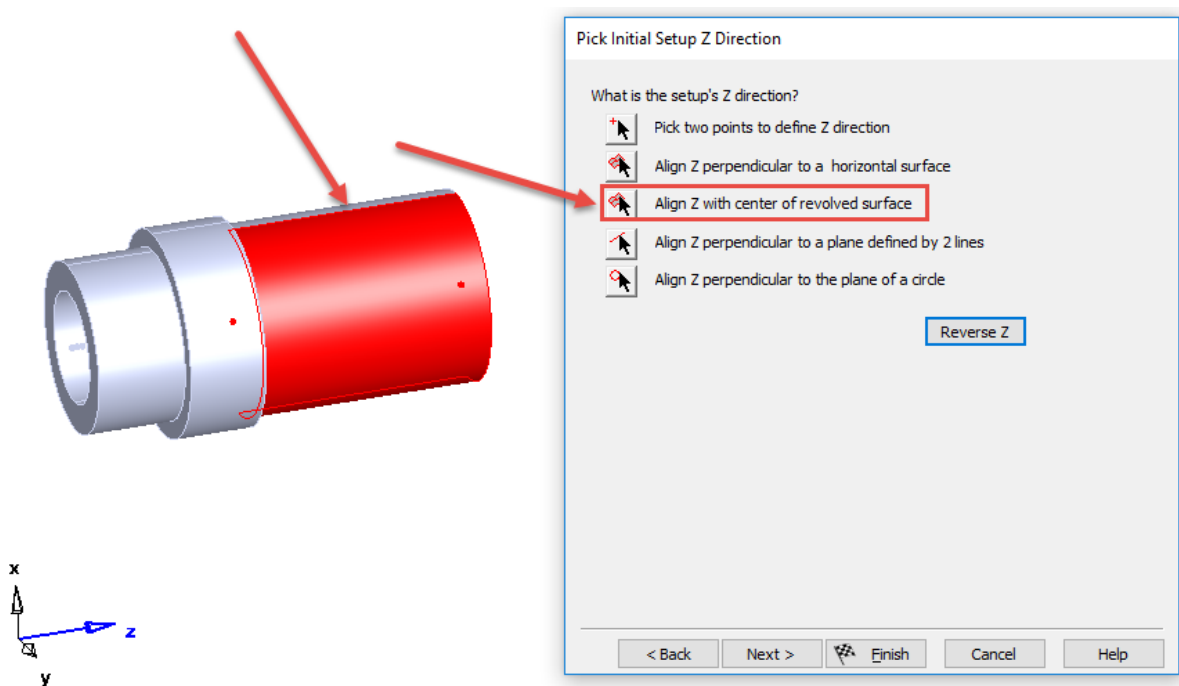 Pick Initial Setup Z Direction
What is the setup's Z direction?
Pick two points to define Z direction
Align Z perpendicular to a  horizontal surface
Align Z with center of revolved surface
Align Z perpendicular to a plane defined by 2 lines
Align Z perpendicular to the plane of a circle
Reverse Z
x
z
y
< Back
Next >
Finish
Cancel
Help